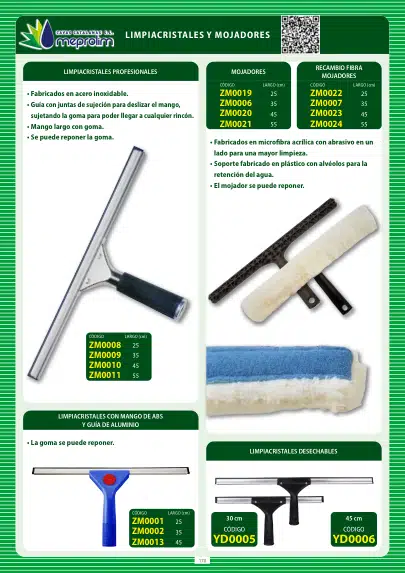 CAYAS CATALANAS S.L.
meprolim
LIMPIACRISTALES Y MOJADORES
LIMPIACRISTALES PROFESIONALES
• Fabricados en acero inoxidable.
• Guia con juntas de sujeción para deslizar el mango,
sujetando la goma para poder llegar a cualquier rincón.
• Mango largo con goma.
• Se puede reponer la goma.
CÓDIGO LARGO (cm)
ZM0008 25
ZM0009 35
ZM0010 45
ZM0011 55
MOJADORES
CÓDIGO LARGO (cm)
ZM0019 25
ZM0006 35
ZM0020 45
ZM0021 55
RECAMBIO FIBRA
MOJADORES
CÓDIGO LARGO (cm)
ZM0022 25
ZM0007 35
ZM0023 45
ZM0024 55
• Fabricados en microfibra acrílica con abrasivo en un
lado para una mayor limpieza.
• Soporte fabricado en plástico con alvéolos para la
retención del agua.
• El mojador se puede reponer.
LIMPIACRISTALES CON MANGO DE ABS
Y GUÍA DE ALUMINIO
• La goma se puede reponer.
CÓDIGO LARGO (cm)
ZM0001 25
ZM0002 35
ZM0013 45
LIMPIACRISTALES DESECHABLES
30 cm
CÓDIGO
YD0005
45 cm
CÓDIGO
YD0006